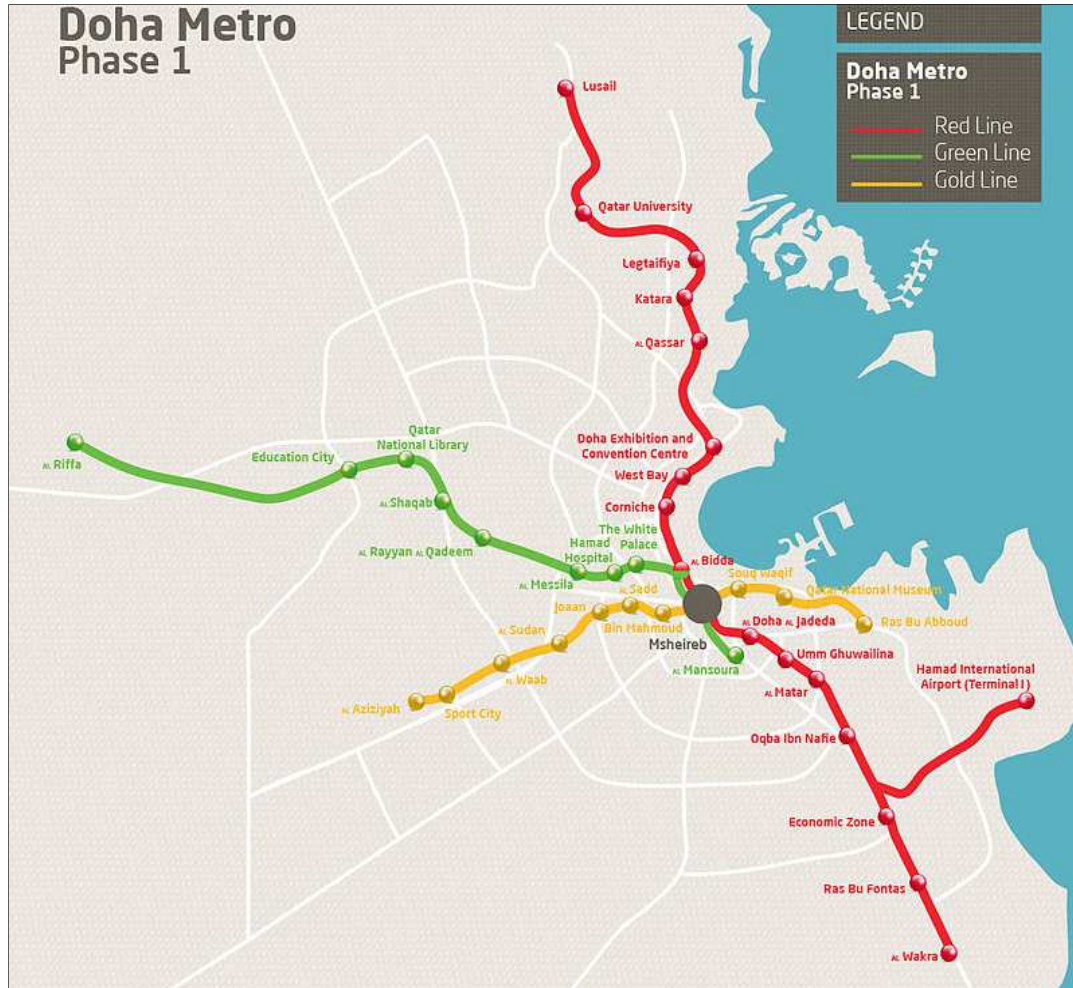 Doha Metro
Phase 1
LEGEND
Doha Metro
Phase 1
Red Line
Green Line
Gold Line
Lusail
Qatar University
Legtaifiya
Katara
AL Qassar
Doha Exhibition and
Convention Centre
West Bay
Corniche
AL Bidda
Qatar
National Library
Education City
AL Riffa
AL Shaqab
AL Rayyan AL Qadeem
AL Messila
Hamad
Hospital
The White
Palace
Souq Waqif
Qatar National Museum
Ras Bu Abboud
AL Sadd
Joaan
Bin Mahmoud
AL Sudan
AL Waab
Sport City
AL Aziziyah
Msheireb
AL Mansoura
AL Doha AL Jadeda
Umm Ghuwailina
AL Matar
Oqba Ibn Nafie
Hamad International
Airport (Terminal I)
Economic Zone
Ras Bu Fontas
AL Wakra